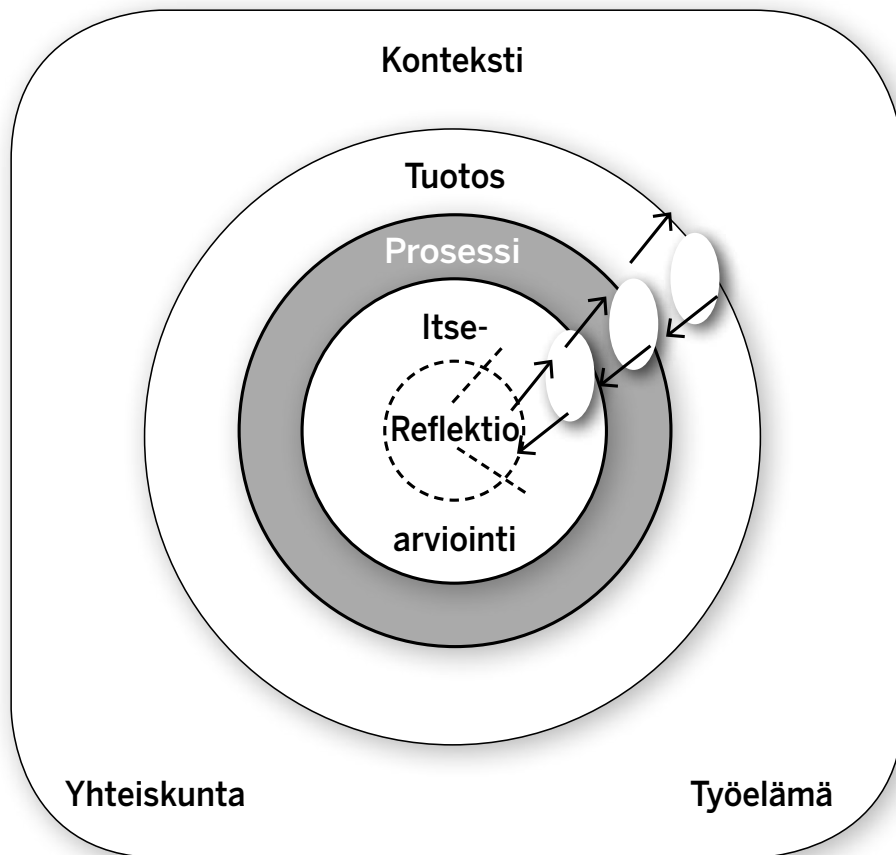 Konteksti
Tuotos
Prosessi
Itse-
Reflektio
arviointi
Yhteiskunta
Työelämä